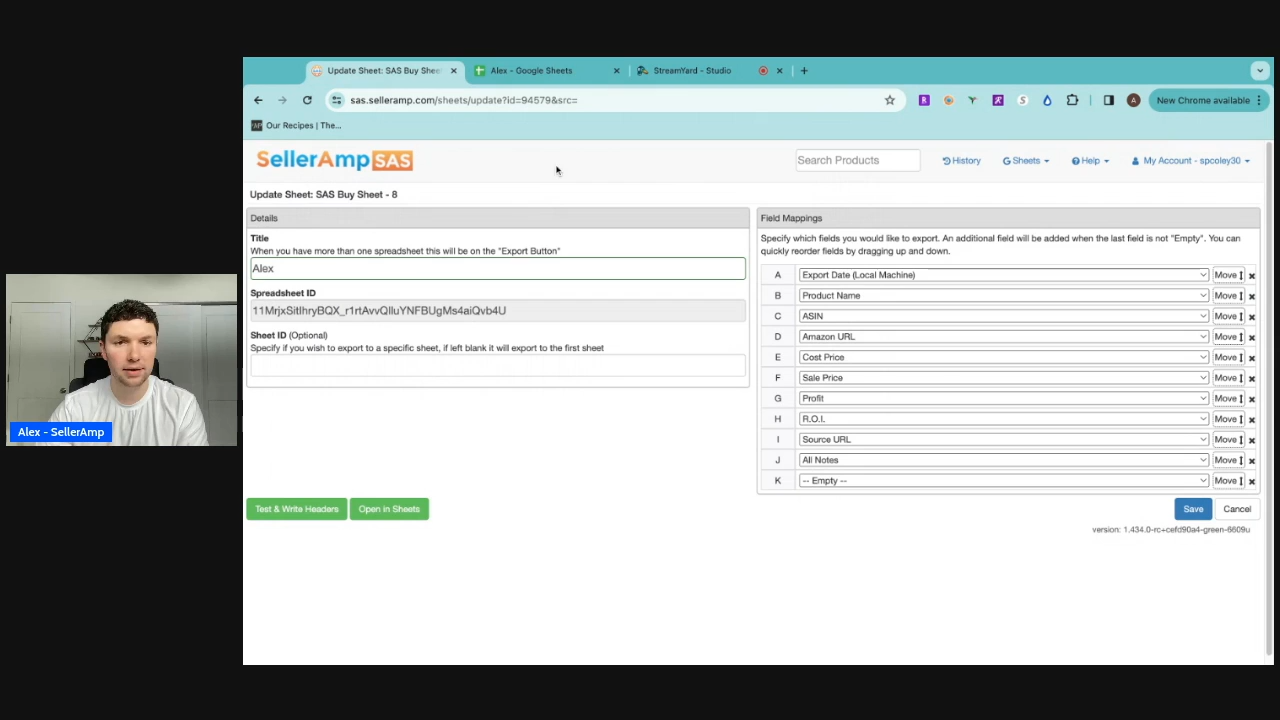 Update Sheet: SAS Buy Shee
Alex - Google Sheets
StreamYard - Studio
sas.selleramp.com/sheets/update?id=94579&src=
New Chrome available
Our Recipes | The...
SellerAmp SAS
Search Products
History
Sheets
Help
My Account - spcoley30
Update Sheet: SAS Buy Sheet - 8
Details
Title
When you have more than one spreadsheet this will be on the "Export Button"
Alex
Spreadsheet ID
Sheet ID (Optional)
Specify if you wish to export to a specific sheet, if left blank it will export to the first sheet
Test & Write Headers
Open in Sheets
Field Mappings
Specify which fields you would like to export. An additional field will be added when the last field is not "Empty". You can
quickly reorder fields by dragging up and down.
A Export Date (Local Machine) Move
B Product Name Move
C ASIN Move
D Amazon URL Move
E Cost Price Move
F Sale Price Move
G Profit Move
H R.O.I. Move
I Source URL Move
J All Notes Move
K -- Empty -- Move
Save
Cancel
version: 1.434.0-rc+cefd90a4-green-6609u
Alex - SellerAmp